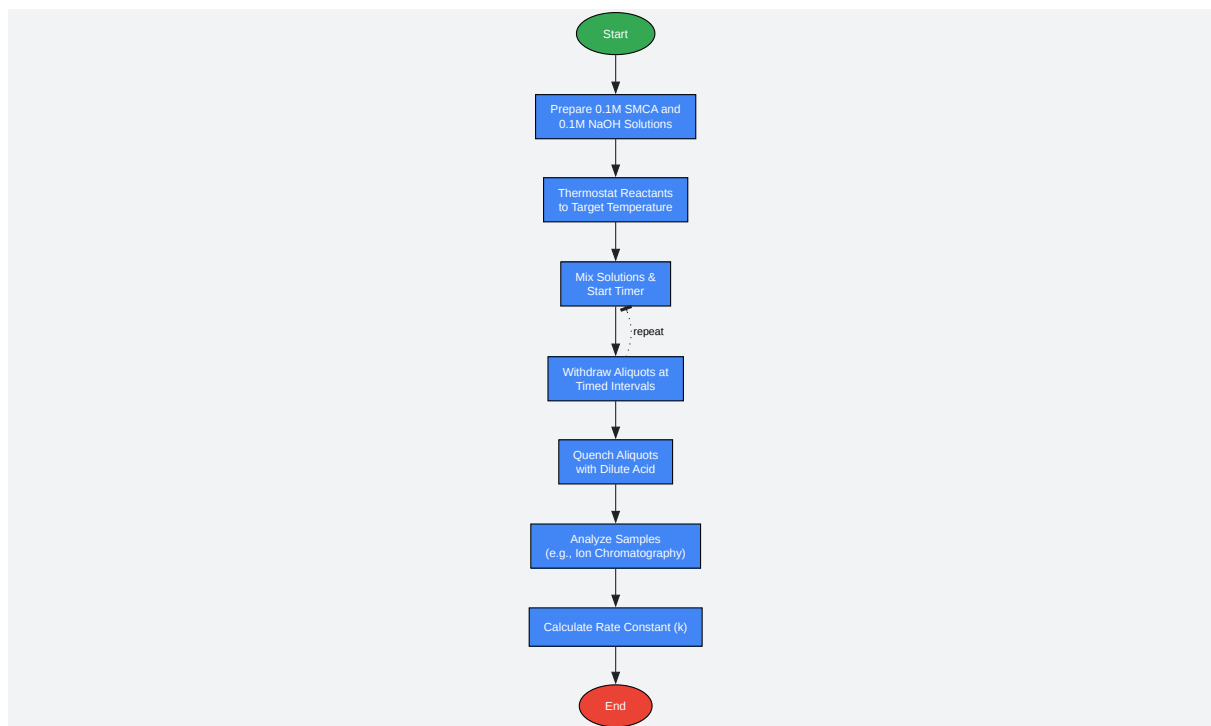 Start
Prepare 0.1M SMCA and
0.1M NaOH Solutions
Thermostat Reactants
to Target Temperature
Mix Solutions &
Start Timer
repeat
Withdraw Aliquots at
Timed Intervals
Quench Aliquots
with Dilute Acid
Analyze Samples
(e.g., Ion Chromatography)
Calculate Rate Constant (k)
End